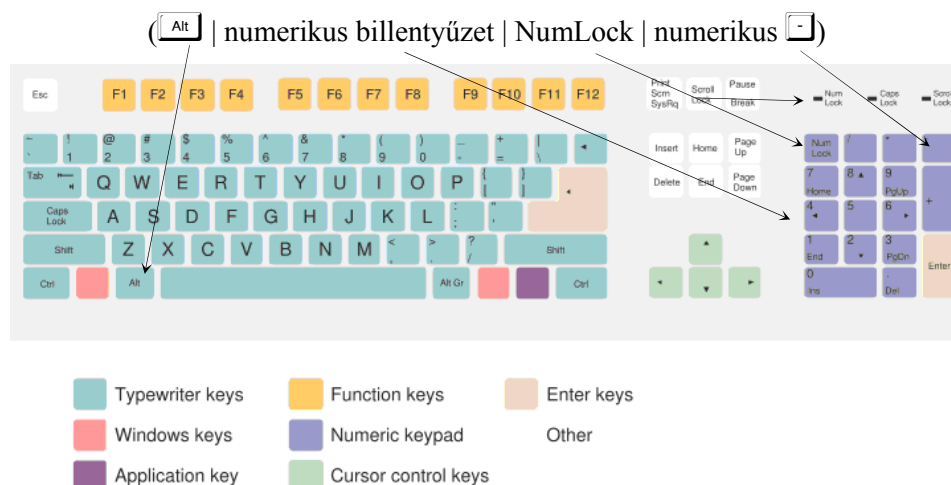 (Alt | numerikus billentyűzet | NumLock | numerikus -)
Esc F1 F2 F3 F4 F5 F6 F7 F8 F9 F10 F11 F12 Print Scrn SysRq Scroll Lock Pause Break Num Lock Caps Lock Scroll Lock
~ ! @ # $ % ^ & * ( ) _ + |
` 1 2 3 4 5 6 7 8 9 0 - = \ Insert Home Page Up Num Lock / *
Tab Q W E R T Y U I O P { [ } ] Delete End Page Down 7 Home 8 9 PgUp +
Caps Lock A S D F G H J K L : ; " ' 4 5 6
Shift Z X C V B N M < , > . ? / Shift 1 End 2 3 PgDn Enter
Ctrl Alt Alt Gr Ctrl 0 Ins . Del
Typewriter keys Function keys Enter keys
Windows keys Numeric keypad Other
Application key Cursor control keys